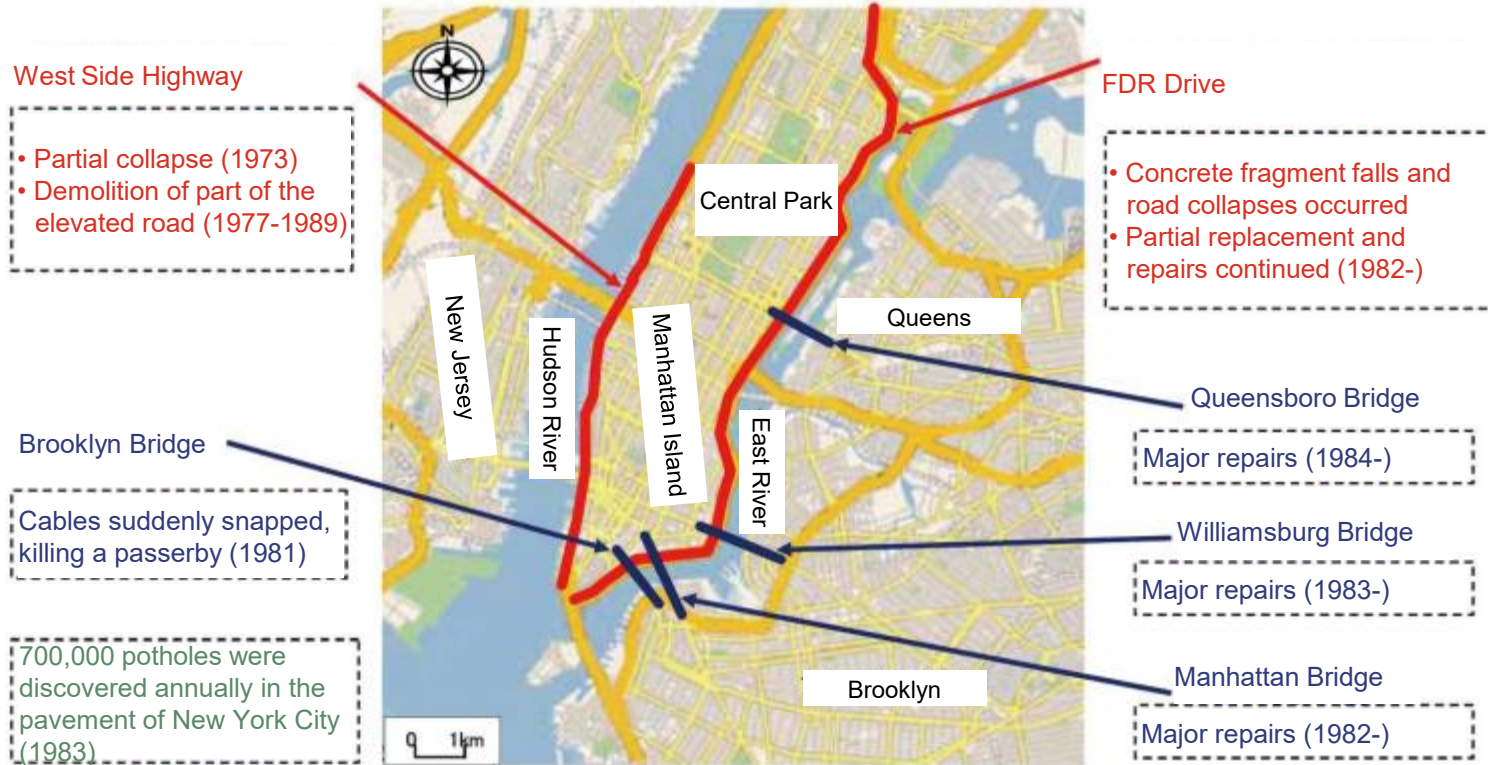 N
West Side Highway
• Partial collapse (1973)
• Demolition of part of the
elevated road (1977-1989)
FDR Drive
• Concrete fragment falls and
road collapses occurred
• Partial replacement and
repairs continued (1982-)
Central Park
New Jersey
Hudson River
Manhattan Island
East River
Queens
Queensboro Bridge
Major repairs (1984-)
Brooklyn Bridge
Cables suddenly snapped,
killing a passerby (1981)
Williamsburg Bridge
Major repairs (1983-)
700,000 potholes were
discovered annually in the
pavement of New York City
(1983)
Brooklyn
Manhattan Bridge
Major repairs (1982-)
0 1km